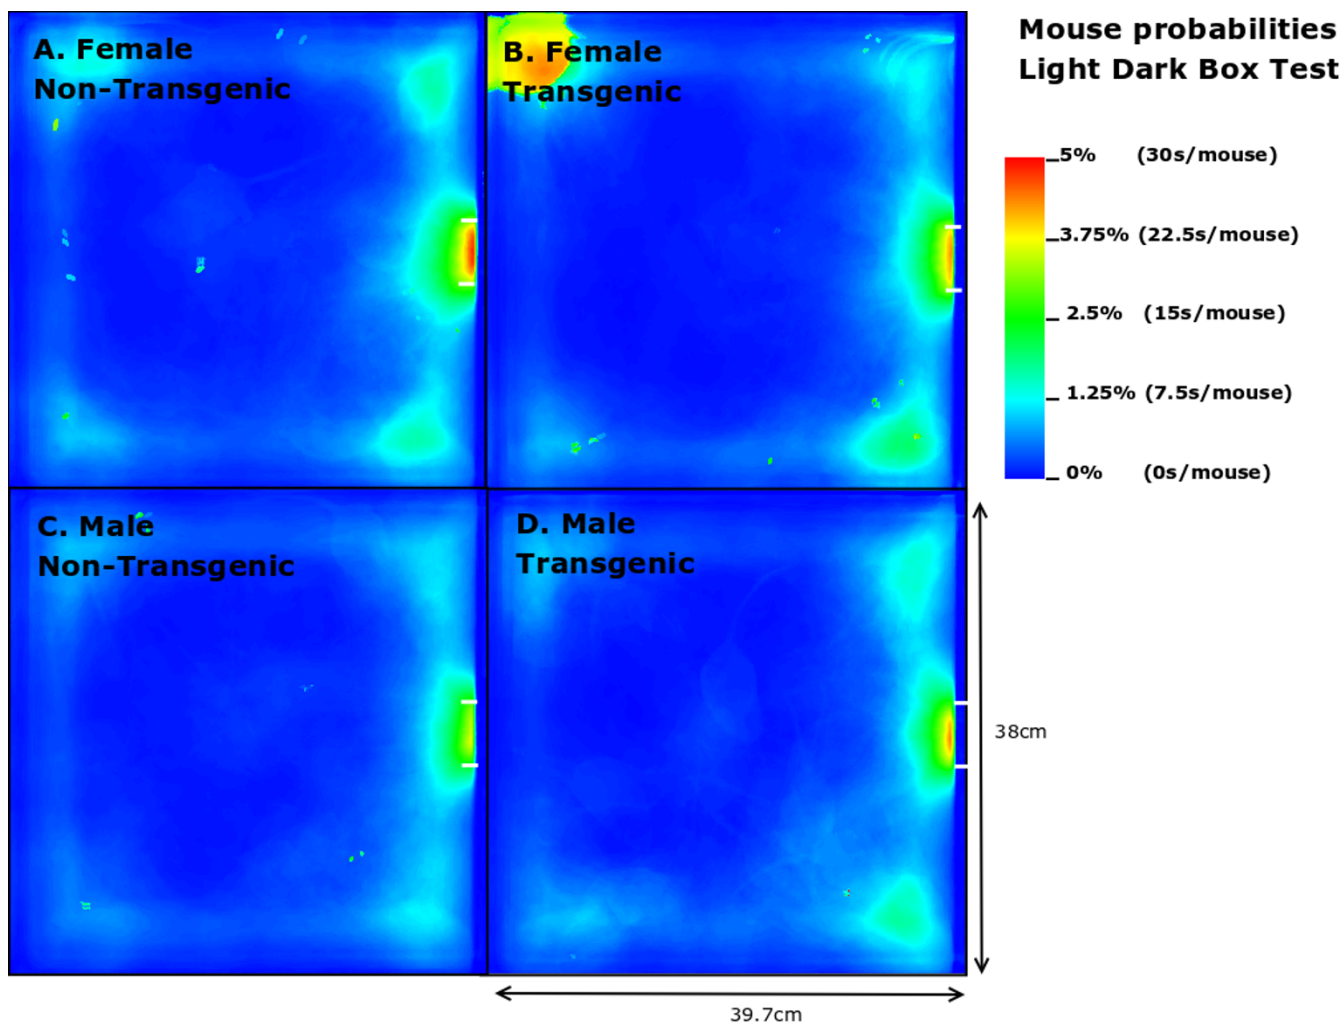 A. Female
Non-Transgenic
B. Female
Transgenic
C. Male
Non-Transgenic
D. Male
Transgenic
Mouse probabilities
Light Dark Box Test
5% (30s/mouse)
3.75% (22.5s/mouse)
2.5% (15s/mouse)
1.25% (7.5s/mouse)
0% (0s/mouse)
38cm
39.7cm